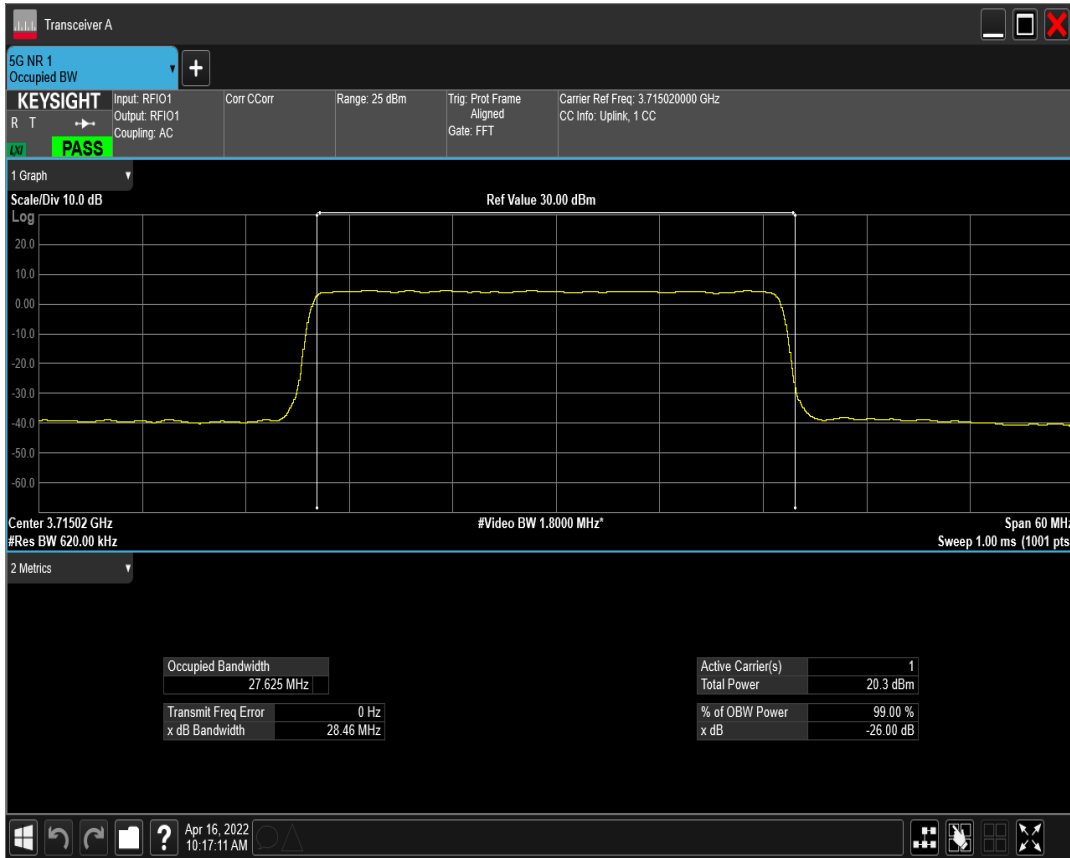 Transceiver A
5G NR 1
Occupied BW
+
KEYSIGHT
R T
LXI
PASS
Input: RFIO1
Output: RFIO1
Coupling: AC
Corr CCorr
Range: 25 dBm
Trig: Prot Frame
Aligned
Gate: FFT
Carrier Ref Freq: 3.715020000 GHz
CC Info: Uplink, 1 CC
1 Graph
Scale/Div 10.0 dB
Ref Value 30.00 dBm
Log
20.0
10.0
0.00
-10.0
-20.0
-30.0
-40.0
-50.0
-60.0
Center 3.71502 GHz
#Video BW 1.8000 MHz*
Span 60 MHz
#Res BW 620.00 kHz
Sweep 1.00 ms (1001 pts
2 Metrics
Occupied Bandwidth
27.625 MHz
Transmit Freq Error 0 Hz
x dB Bandwidth 28.46 MHz
Active Carrier(s) 1
Total Power 20.3 dBm
% of OBW Power 99.00 %
x dB -26.00 dB
?
Apr 16, 2022
10:17:11 AM